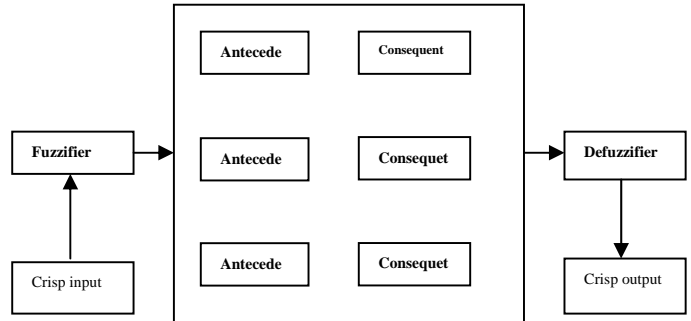 Antecede Consequent
Fuzzifier Antecede Consequet Defuzzifier
Crisp input Antecede Consequet Crisp output